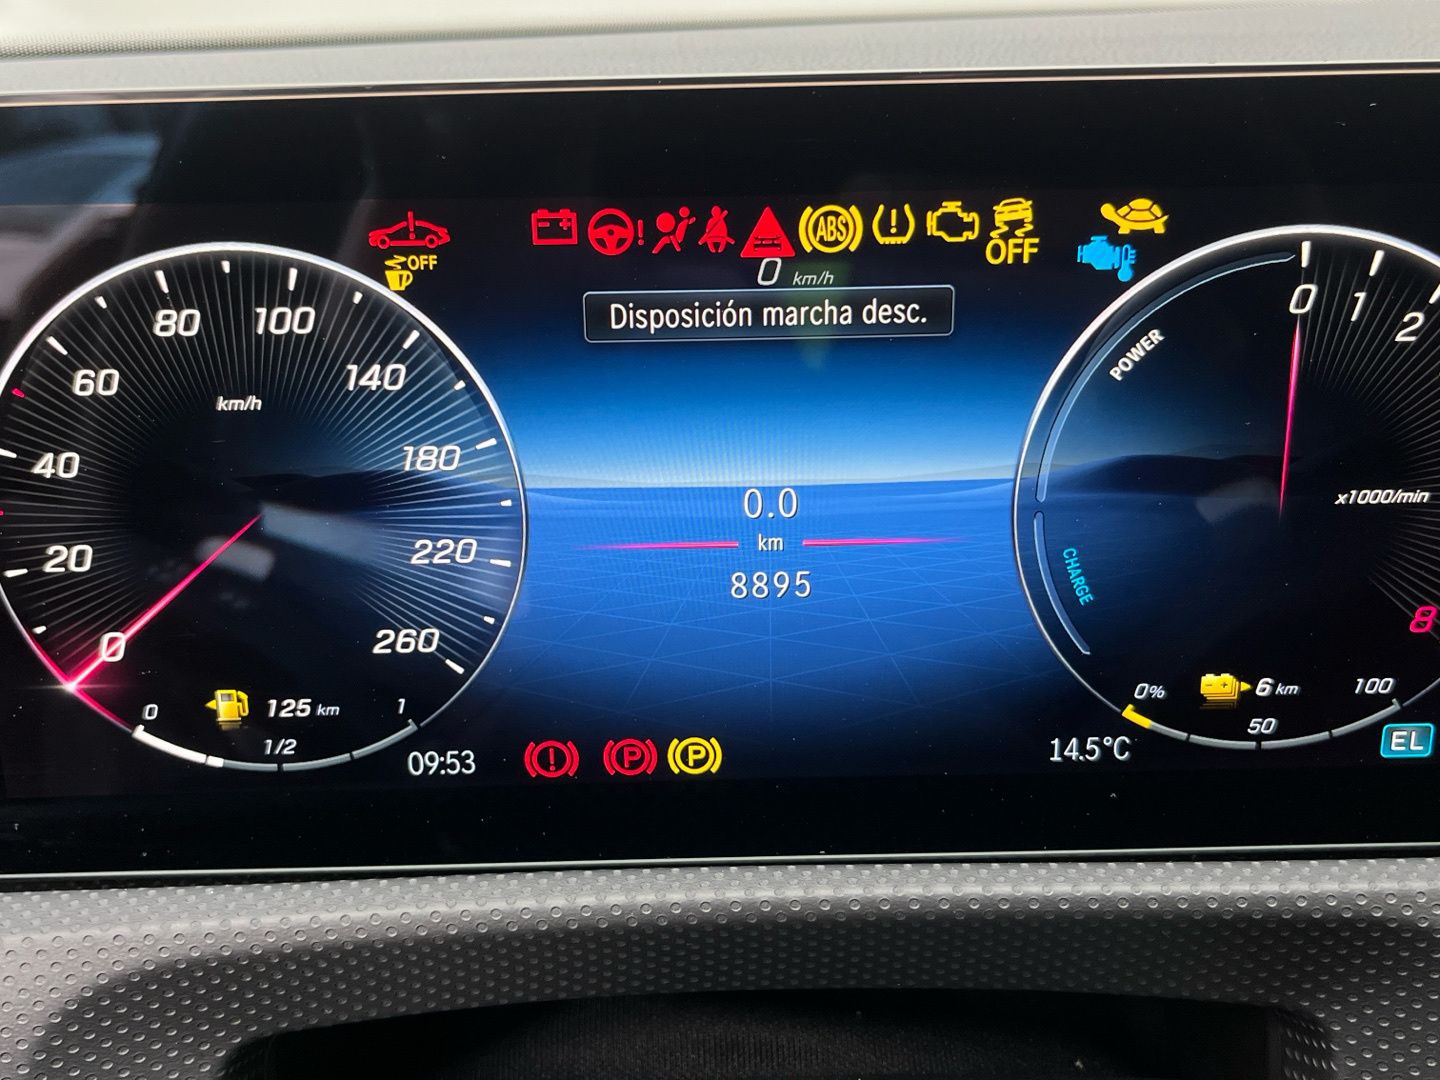 OFF
ABS
OFF
0 km/h
Disposición marcha desc.
0
20
40
60
80
100
140
180
220
260
km/h
0 1 2
8
POWER
CHARGE
x1000/min
0.0
km
8895
0 1/2 1
125 km
09:53
P
P
14.5°C
0% 50 100
6 km
EL